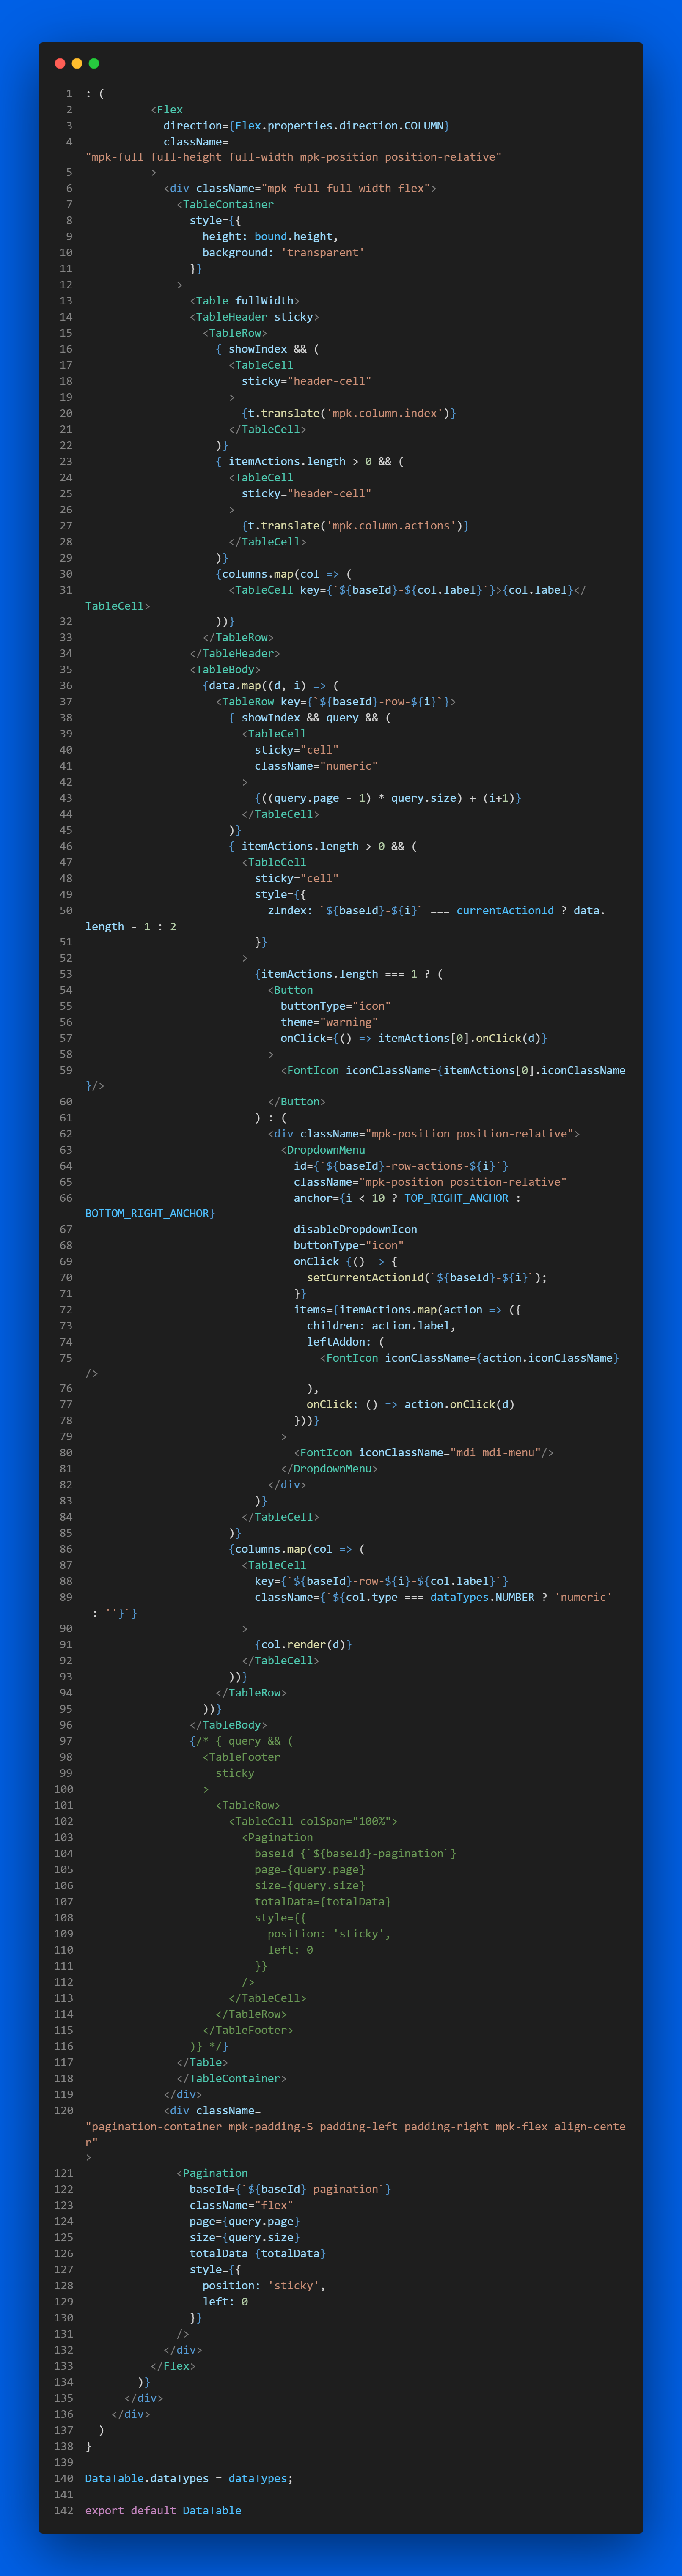 1 : (
2           <Flex
3             direction={Flex.properties.direction.COLUMN}
4             className=
"mpk-full full-height full-width mpk-position position-relative"
5           >
6             <div className="mpk-full full-width flex">
7               <TableContainer
8                 style={{
9                   height: bound.height,
10                   background: 'transparent'
11                 }}
12               >
13                 <Table fullWidth>
14                 <TableHeader sticky>
15                   <TableRow>
16                     { showIndex && (
17                       <TableCell
18                         sticky="header-cell"
19                       >
20                         {t.translate('mpk.column.index')}
21                       </TableCell>
22                     )}
23                     { itemActions.length > 0 && (
24                       <TableCell
25                         sticky="header-cell"
26                       >
27                         {t.translate('mpk.column.actions')}
28                       </TableCell>
29                     )}
30                     {columns.map(col => (
31                       <TableCell key={`${baseId}-${col.label}`}>{col.label}</
TableCell>
32                     ))}
33                   </TableRow>
34                 </TableHeader>
35                 <TableBody>
36                   {data.map((d, i) => (
37                     <TableRow key={`${baseId}-row-${i}`}>
38                       { showIndex && query && (
39                         <TableCell
40                           sticky="cell"
41                           className="numeric"
42                         >
43                           {((query.page - 1) * query.size) + (i+1)}
44                         </TableCell>
45                       )}
46                       { itemActions.length > 0 && (
47                         <TableCell
48                           sticky="cell"
49                           style={{
50                             zIndex: `${baseId}-${i}` === currentActionId ? data.
length - 1 : 2
51                           }}
52                         >
53                           {itemActions.length === 1 ? (
54                             <Button
55                               buttonType="icon"
56                               theme="warning"
57                               onClick={() => itemActions[0].onClick(d)}
58                             >
59                               <FontIcon iconClassName={itemActions[0].iconClassName
}/>
60                             </Button>
61                           ) : (
62                             <div className="mpk-position position-relative">
63                               <DropdownMenu
64                                 id={`${baseId}-row-actions-${i}`}
65                                 className="mpk-position position-relative"
66                                 anchor={i < 10 ? TOP_RIGHT_ANCHOR :
BOTTOM_RIGHT_ANCHOR}
67                                 disableDropdownIcon
68                                 buttonType="icon"
69                                 onClick={() => {
70                                   setCurrentActionId(`${baseId}-${i}`);
71                                 }}
72                                 items={itemActions.map(action => ({
73                                   children: action.label,
74                                   leftAddon: (
75                                     <FontIcon iconClassName={action.iconClassName}
/>
76                                   ),
77                                   onClick: () => action.onClick(d)
78                                 }))}
79                               >
80                                 <FontIcon iconClassName="mdi mdi-menu"/>
81                               </DropdownMenu>
82                             </div>
83                           )}
84                         </TableCell>
85                       )}
86                       {columns.map(col => (
87                         <TableCell
88                           key={`${baseId}-row-${i}-${col.label}`}
89                           className={`${col.type === dataTypes.NUMBER ? 'numeric'
 : ''}`}
90                         >
91                           {col.render(d)}
92                         </TableCell>
93                       ))}
94                     </TableRow>
95                   ))}
96                 </TableBody>
97                 {/* { query && (
98                   <TableFooter
99                     sticky
100                   >
101                     <TableRow>
102                       <TableCell colSpan="100%">
103                         <Pagination
104                           baseId={`${baseId}-pagination`}
105                           page={query.page}
106                           size={query.size}
107                           totalData={totalData}
108                           style={{
109                             position: 'sticky',
110                             left: 0
111                           }}
112                         />
113                       </TableCell>
114                     </TableRow>
115                   </TableFooter>
116                 )} */}
117               </Table>
118               </TableContainer>
119             </div>
120             <div className=
"pagination-container mpk-padding-S padding-left padding-right mpk-flex align-cente
r"
>
121               <Pagination
122                 baseId={`${baseId}-pagination`}
123                 className="flex"
124                 page={query.page}
125                 size={query.size}
126                 totalData={totalData}
127                 style={{
128                   position: 'sticky',
129                   left: 0
130                 }}
131               />
132             </div>
133           </Flex>
134         )}
135       </div>
136     </div>
137   )
138 }
139
140 DataTable.dataTypes = dataTypes;
141
142 export default DataTable